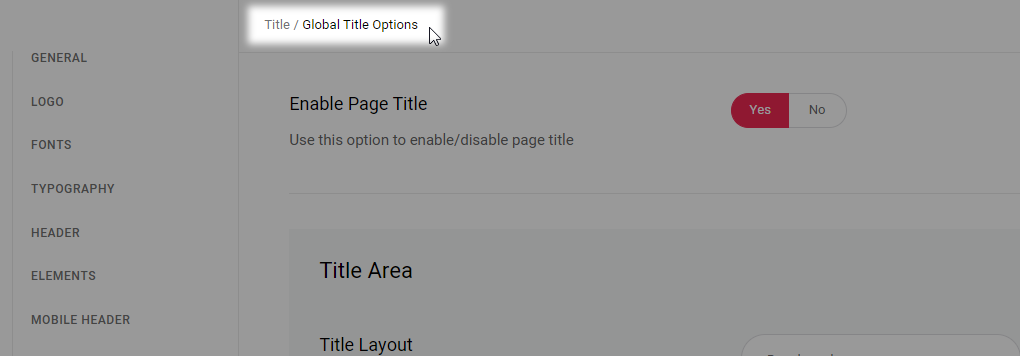 Title / Global Title Options
GENERAL
LOGO
FONTS
TYPOGRAPHY
HEADER
ELEMENTS
MOBILE HEADER
Enable Page Title
Yes No
Use this option to enable/disable page title
Title Area
Title Layout